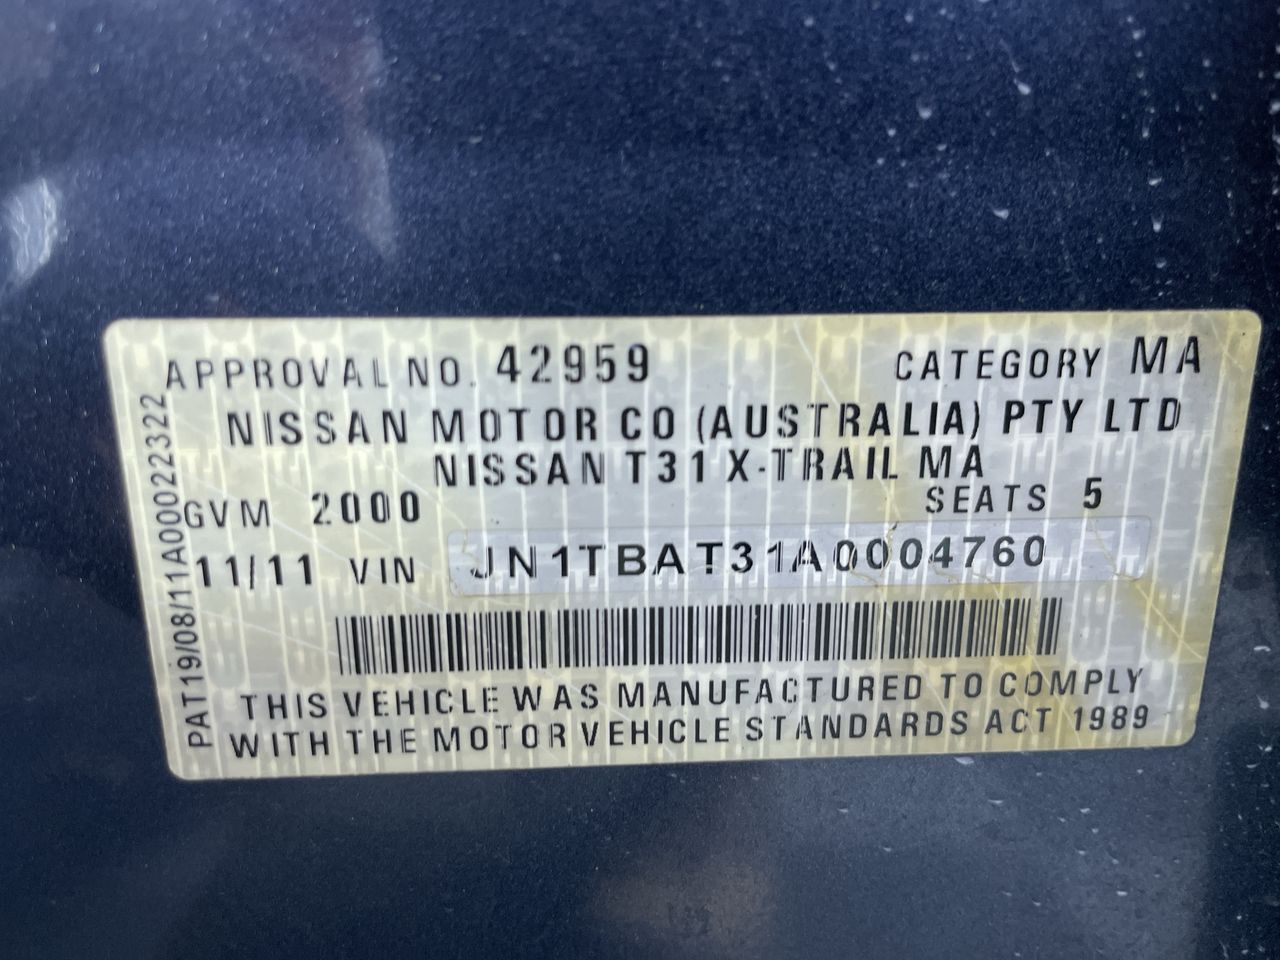 APPROVAL NO. 42959 CATEGORY MA
NISSAN MOTOR CO (AUSTRALIA) PTY LTD
NISSAN T31 X-TRAIL MA
GVM 2000 SEATS 5
11/11 VIN JN1TBAT31A0004760
THIS VEHICLE WAS MANUFACTURED TO COMPLY
WITH THE MOTOR VEHICLE STANDARDS ACT 1989
PAT19/08/11A000022322